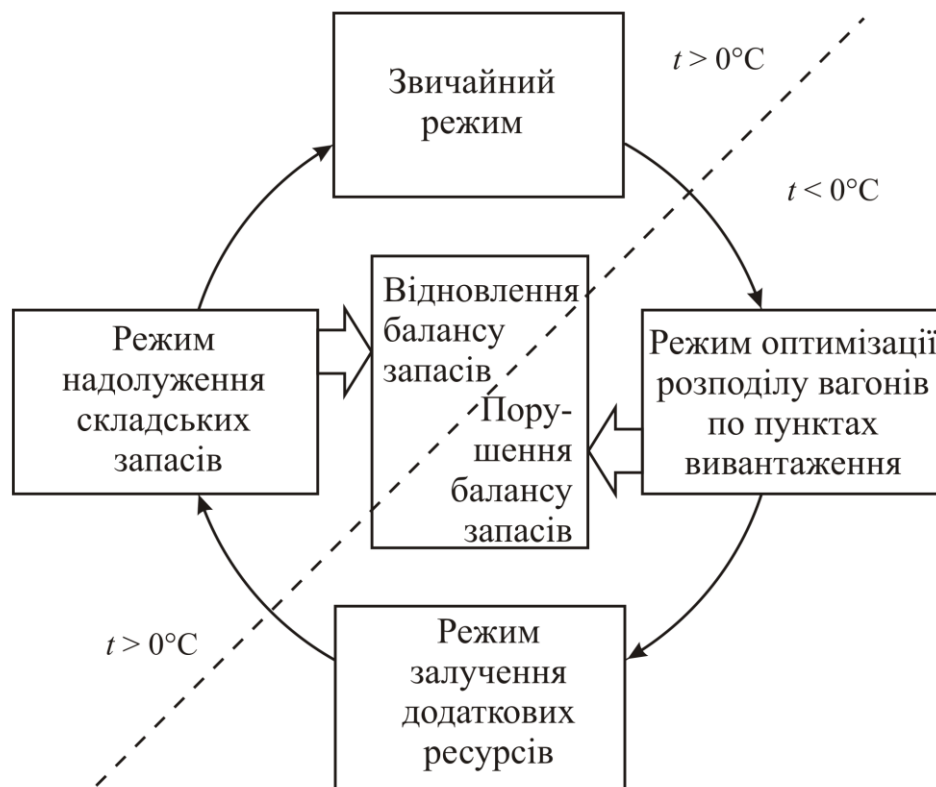 Звичайний
режим
t > 0°C
t < 0°C
Відновлення
балансу
запасів
Режим
надолуження
складських
запасів
Режим оптимізації
розподілу вагонів
по пунктах
вивантаження
Пору-
шення
балансу
запасів
t > 0°C
Режим
залучення
додаткових
ресурсів